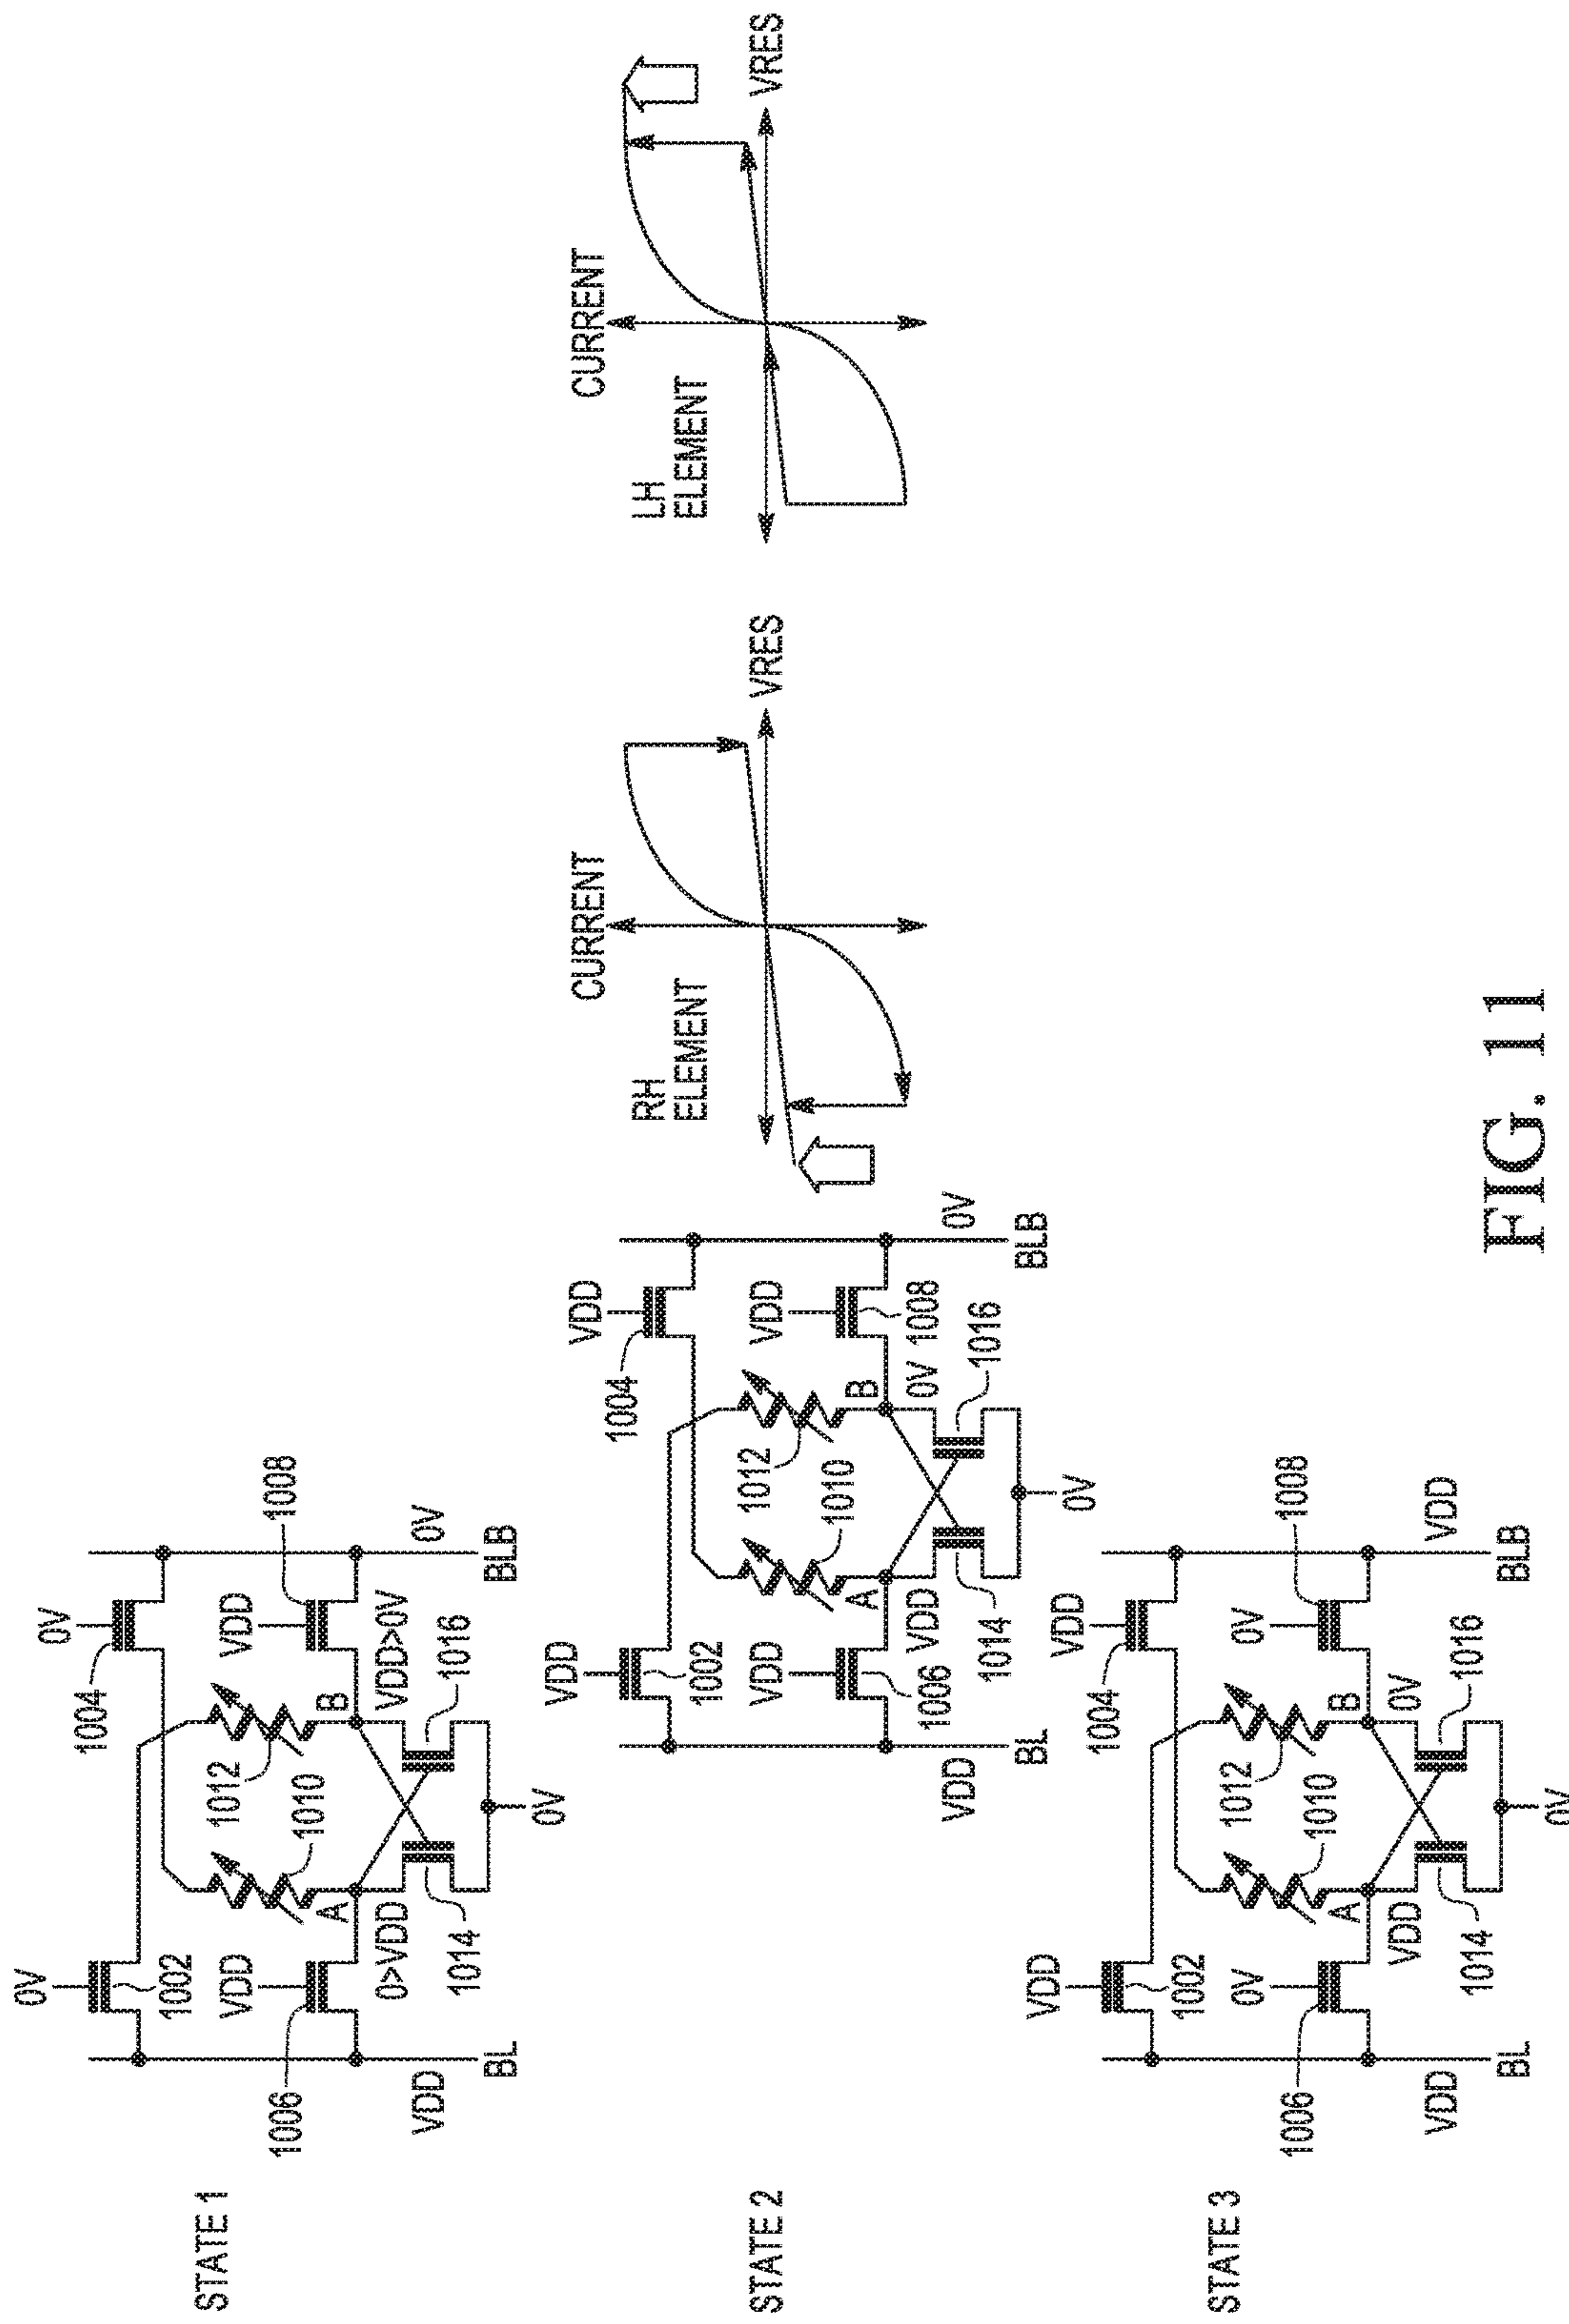 STATE 1
0V
1002
0V
1004
VDD
1006
VDD
1008
1012
1010
A
B
0>VDD
VDD>0V
1014
1016
VDD
0V
BL
BLB
0V
STATE 2
VDD
1002
VDD
1004
VDD
1006
VDD
1008
1012
1010
A
B
VDD
0V
1014
1016
VDD
0V
BL
BLB
0V
CURRENT
RH
ELEMENT
VRES
CURRENT
LH
ELEMENT
VRES
STATE 3
VDD
1002
VDD
1004
0V
1006
0V
1008
1012
1010
A
B
VDD
0V
1014
1016
VDD
VDD
BL
BLB
0V
FIG. 11